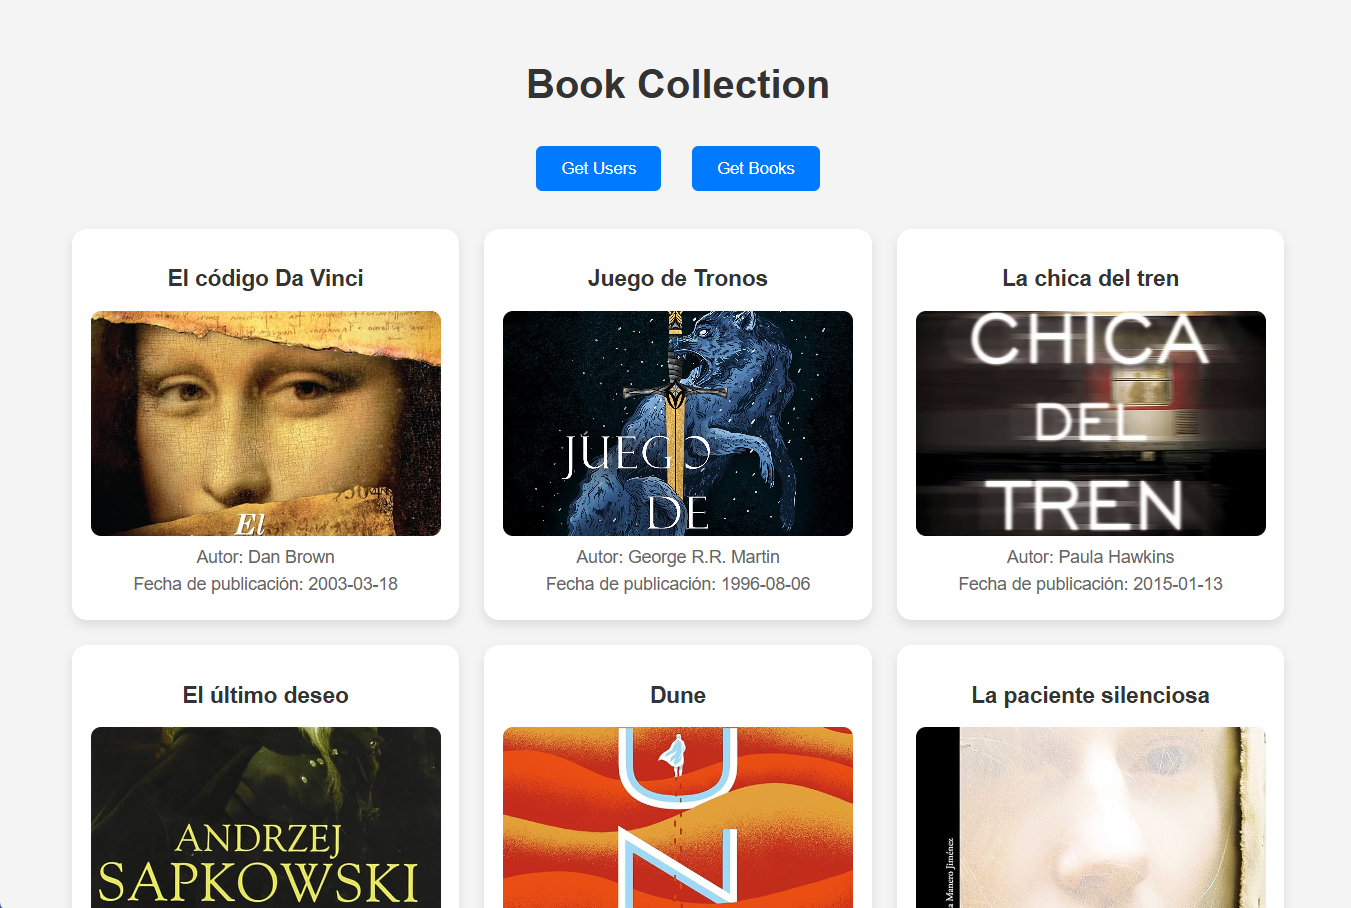 Book Collection
Get Users
Get Books
El código Da Vinci
El
Autor: Dan Brown
Fecha de publicación: 2003-03-18
Juego de Tronos
JUEGO
DE
Autor: George R.R. Martin
Fecha de publicación: 1996-08-06
La chica del tren
CHICA
DEL
TREN
Autor: Paula Hawkins
Fecha de publicación: 2015-01-13
El último deseo
ANDRZEJ
SAPKOWSKI
Dune
U
N
La paciente silenciosa
Manero Jiménez